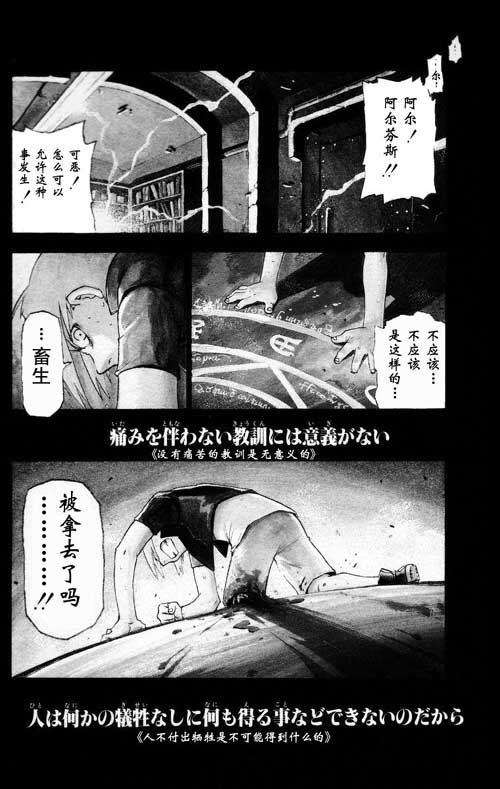 …
…尔…
阿尔！
阿尔芬斯！！
可恶！
怎么可以
允许这种
事发生！
不应该…
不应该
是这样的…
…畜生
痛みを伴わない教訓には意義がない
《没有痛苦的教训是无意义的》
被拿去了吗
…………！！
人は何かの犠牲なしに何も得る事などできないのだから
《人不付出牺牲是不可能得到什么的》